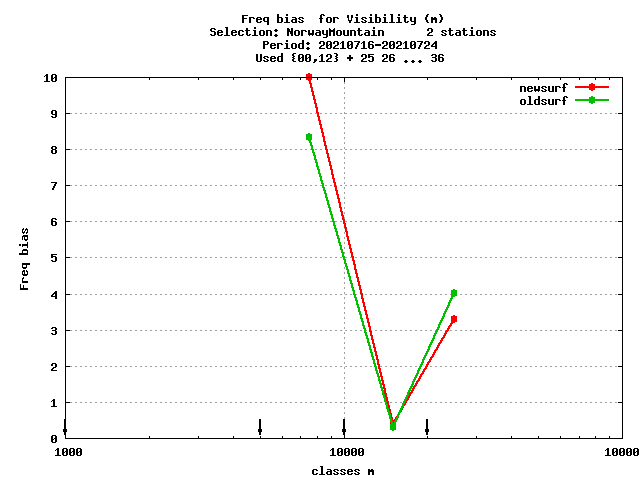 Freq bias  for Visibility (m)
Selection: NorwayMountain      2 stations
Period: 20210716-20210724
Used {00,12} + 25 26 ... 36
newsurf
oldsurf
10
9
8
7
6
5
4
3
2
1
0
Freq bias
1000
10000
10000
classes m